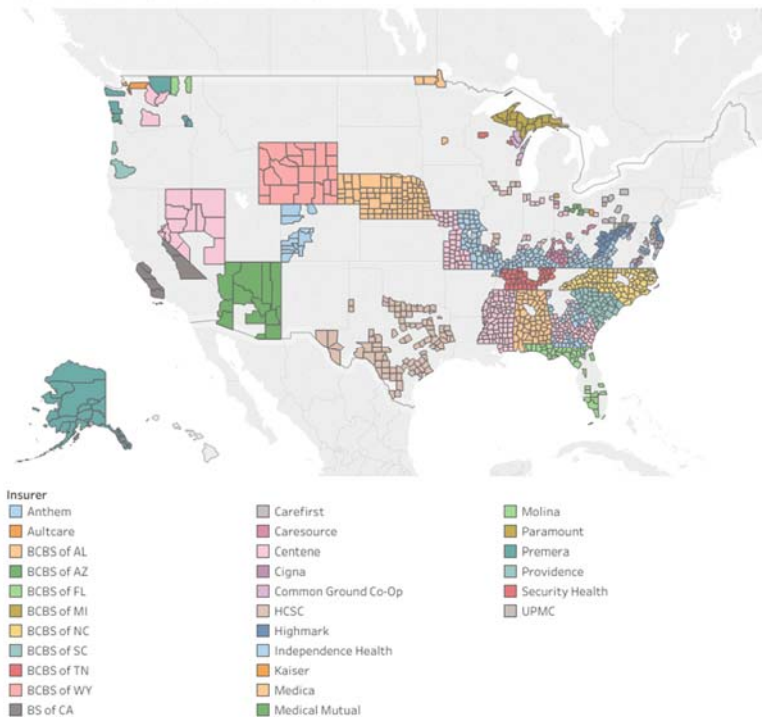 Insurer
Anthem
Aultcare
BCBS of AL
BCBS of AZ
BCBS of FL
BCBS of MI
BCBS of NC
BCBS of SC
BCBS of TN
BCBS of WY
BS of CA
Carefirst
Caresource
Centene
Cigna
Common Ground Co-Op
HCSC
Highmark
Independence Health
Kaiser
Medica
Medical Mutual
Molina
Paramount
Premera
Providence
Security Health
UPMC